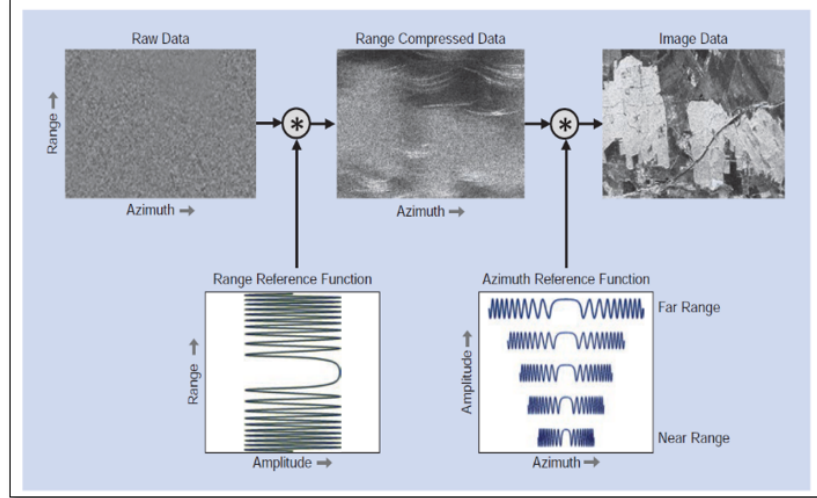 Raw Data
Range Compressed Data
Image Data
Range →
Azimuth →
Azimuth →
Range Reference Function
Azimuth Reference Function
Range →
Amplitude →
Amplitude →
Far Range
Near Range
Azimuth →